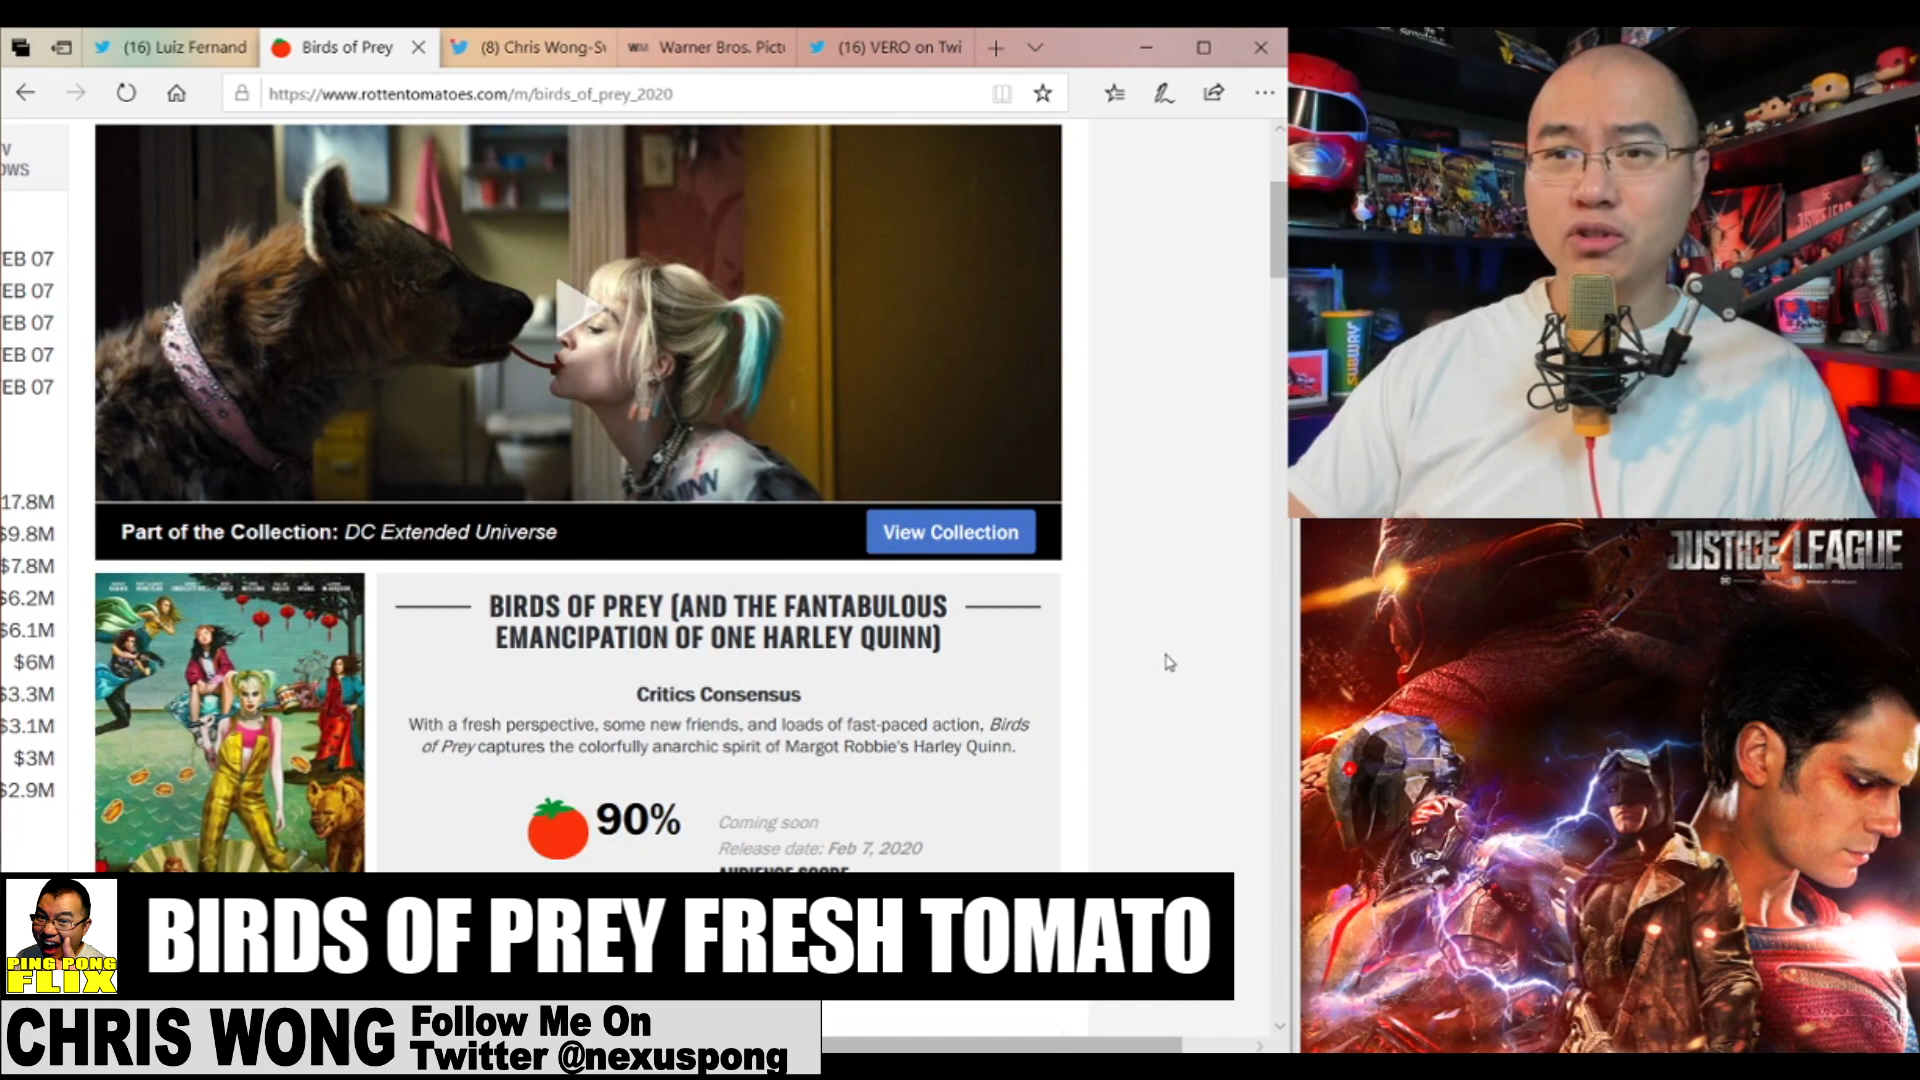 (16) Luiz Fernand
Birds of Prey
(8) Chris Wong-Sv
Warner Bros. Pictu
(16) VERO on Twi
https://www.rottentomatoes.com/m/birds_of_prey_2020
OWS
EB 07
EB 07
EB 07
EB 07
EB 07
17.8M
$9.8M
$7.8M
$6.2M
$6.1M
$6M
$3.3M
$3.1M
$3M
$2.9M
Part of the Collection: DC Extended Universe
View Collection
BIRDS OF PREY (AND THE FANTABULOUS
EMANCIPATION OF ONE HARLEY QUINN)
Critics Consensus
With a fresh perspective, some new friends, and loads of fast-paced action, Birds
of Prey captures the colorfully anarchic spirit of Margot Robbie's Harley Quinn.
90%
Coming soon
Release date: Feb 7, 2020
AUDIENCE SCORE
SUBWAY
JUSTICE LEAGUE
PING PONG
FLIX
BIRDS OF PREY FRESH TOMATO
CHRIS WONG
Follow Me On
Twitter @nexuspong